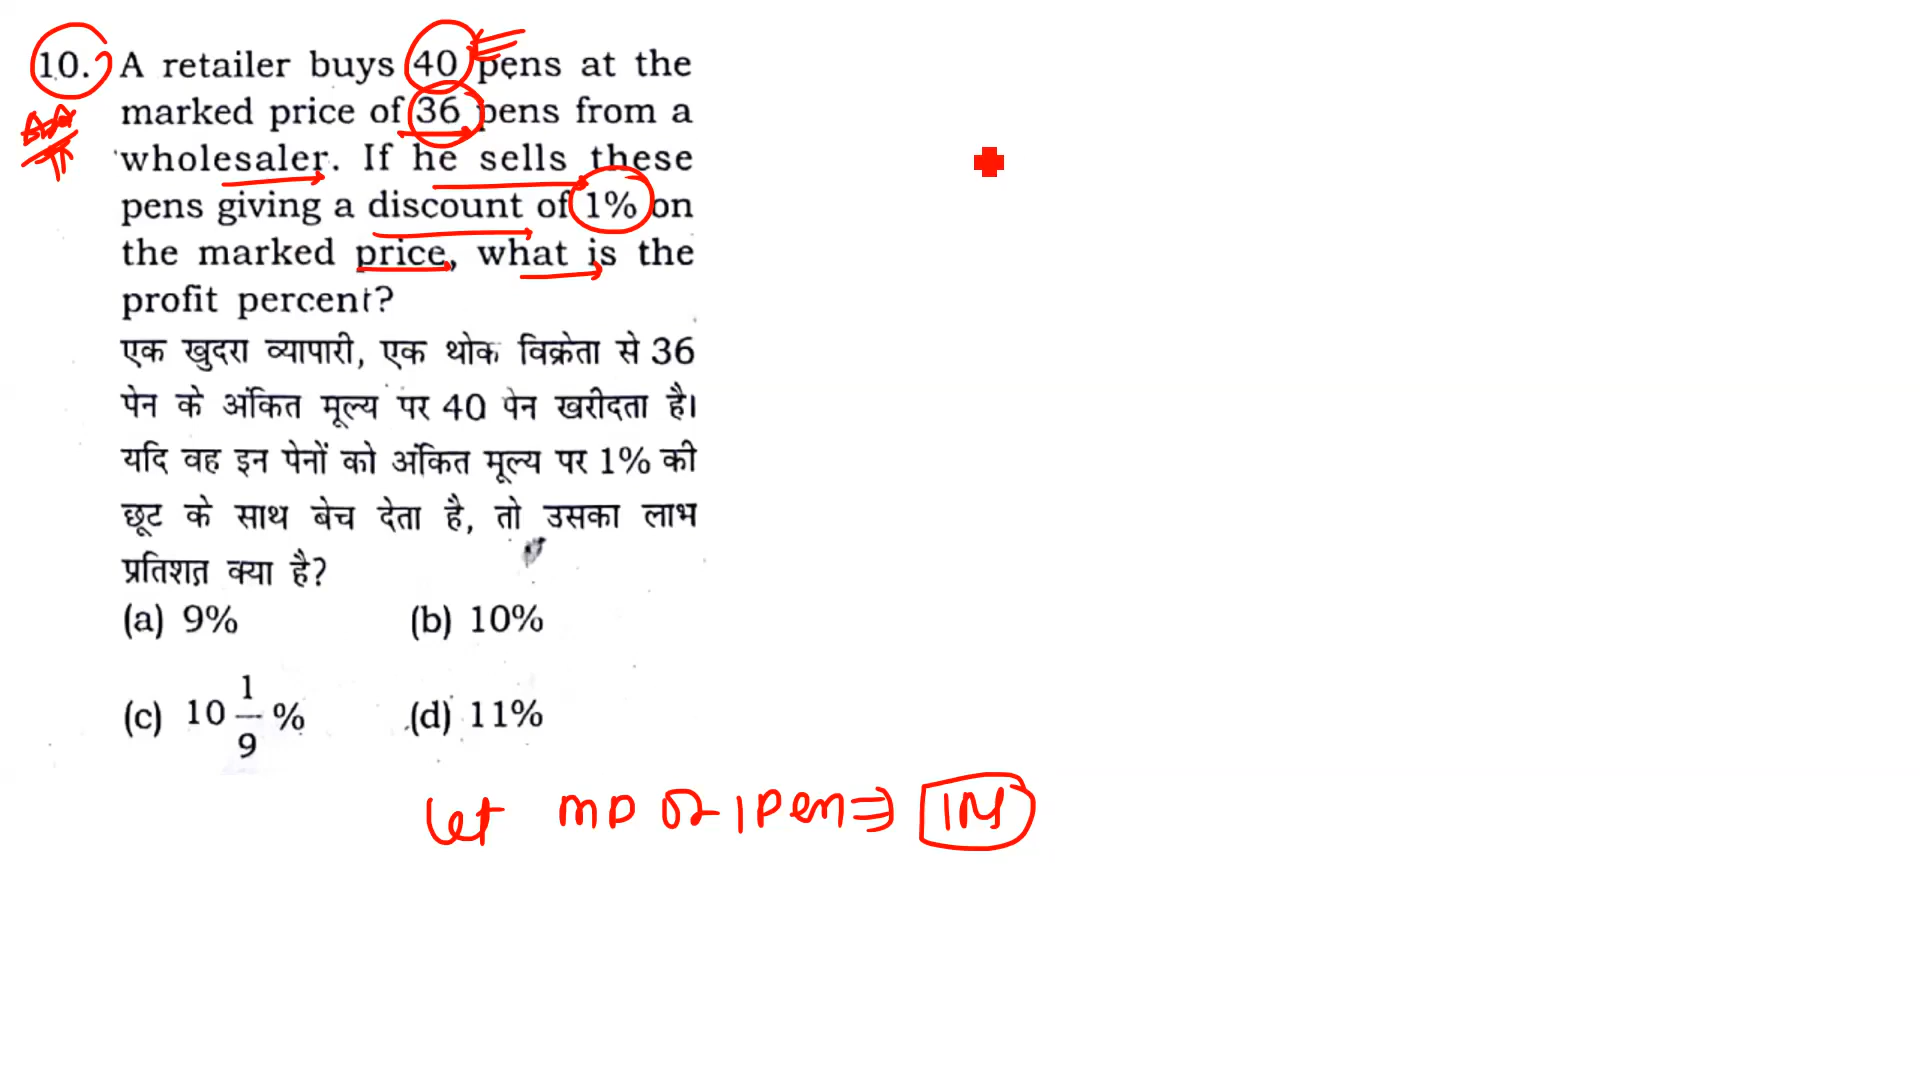 10. A retailer buys 40 pens at the
marked price of 36 pens from a
wholesaler. If he sells these
pens giving a discount of 1% on
the marked price, what is the
profit percent?
एक खुदरा व्यापारी, एक थोक विक्रेता से 36
पेन के अंकित मूल्य पर 40 पेन खरीदता है।
यदि वह इन पेनों को अंकित मूल्य पर 1% की
छूट के साथ बेच देता है, तो उसका लाभ
प्रतिशत क्या है?
(a) 9% (b) 10%
(c) 10 1/9 % (d) 11%
Let MP of 1 Pen ⇒